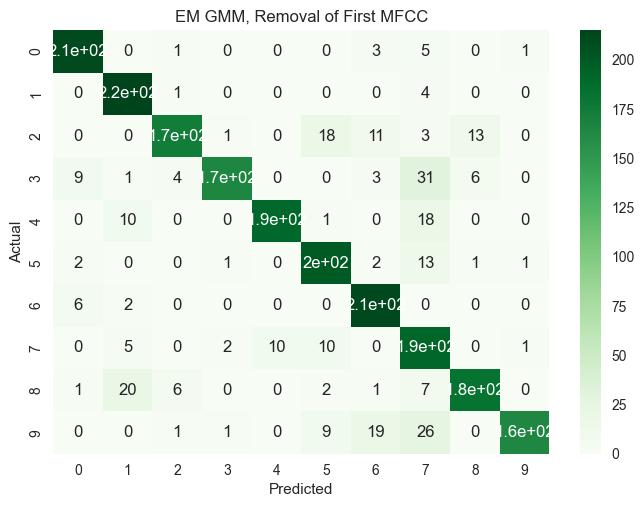 EM GMM, Removal of First MFCC
0 2.1e+02 0 1 0 0 0 3 5 0 1
1 0 2.2e+02 1 0 0 0 0 4 0 0
2 0 0 1.7e+02 1 0 18 11 3 13 0
3 9 1 4 1.7e+02 0 0 3 31 6 0
4 0 10 0 0 1.9e+02 1 0 18 0 0
5 2 0 0 1 0 2e+02 2 13 1 1
6 6 2 0 0 0 0 2.1e+02 0 0 0
7 0 5 0 2 10 10 0 1.9e+02 0 1
8 1 20 6 0 0 2 1 7 1.8e+02 0
9 0 0 1 1 0 9 19 26 0 1.6e+02
0 1 2 3 4 5 6 7 8 9
Predicted
Actual
200
175
150
125
100
75
50
25
0